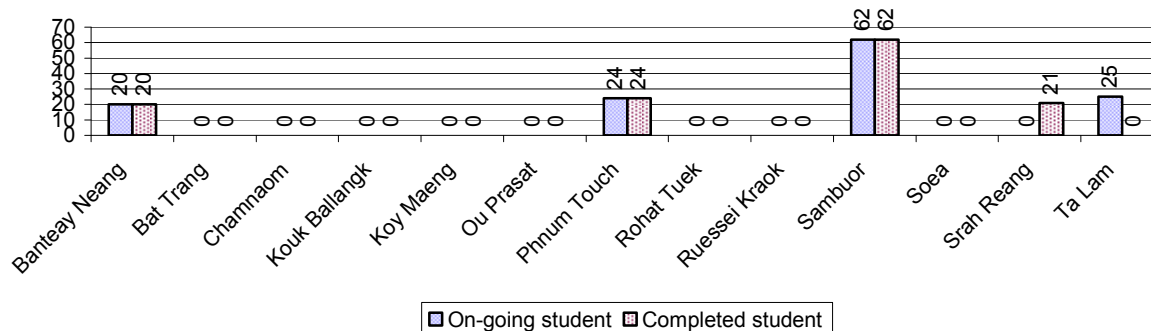 62 62
70
60
50
40
30
20
10
0
20 20
0 0
0 0
0 0
0 0
0 0
24 24
0 0
0 0
0 0
0 21
25 0
Banteay Neang
Bat Trang
Chamnaom
Kouk Ballangk
Koy Maeng
Ou Prasat
Phnum Touch
Rohat Tuek
Ruessei Kraok
Sambuor
Soea
Srah Reang
Ta Lam
On-going student Completed student